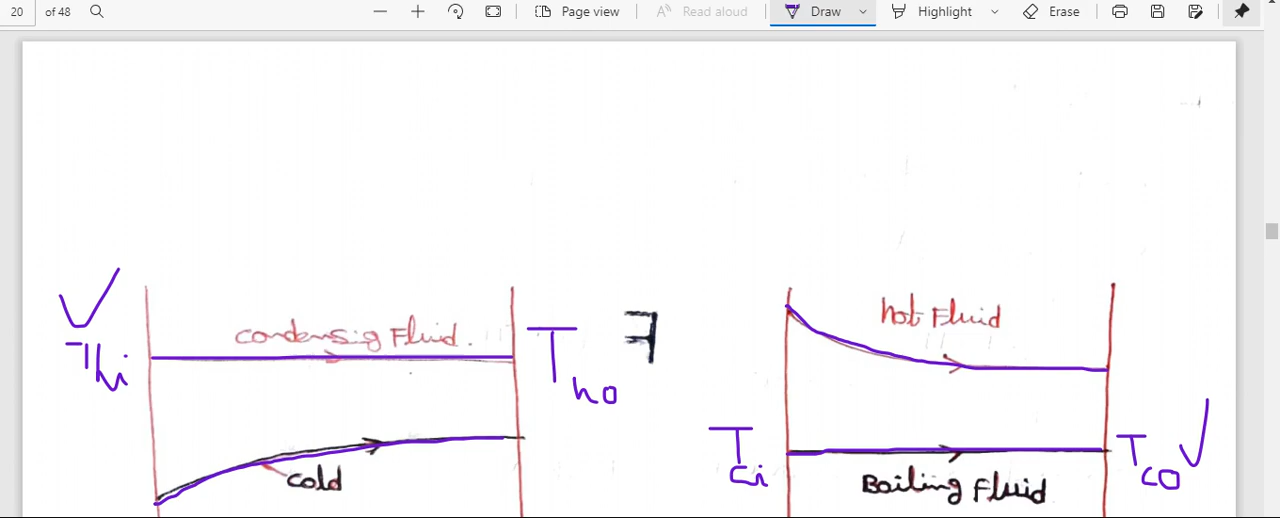 20 of 48 Page view Read aloud Draw Highlight Erase
condensig Fluid.
Thi
Tho
cold
hot Fluid
Tci
Tco
Boiling Fluid